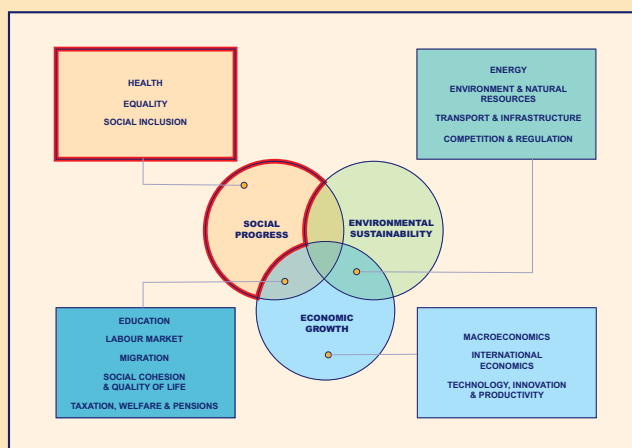 HEALTH
EQUALITY
SOCIAL INCLUSION
ENERGY
ENVIRONMENT & NATURAL
RESOURCES
TRANSPORT & INFRASTRUCTURE
COMPETITION & REGULATION
SOCIAL
PROGRESS
ENVIRONMENTAL
SUSTAINABILITY
ECONOMIC
GROWTH
EDUCATION
LABOUR MARKET
MIGRATION
SOCIAL COHESION
& QUALITY OF LIFE
TAXATION, WELFARE & PENSIONS
MACROECONOMICS
INTERNATIONAL
ECONOMICS
TECHNOLOGY, INNOVATION
& PRODUCTIVITY